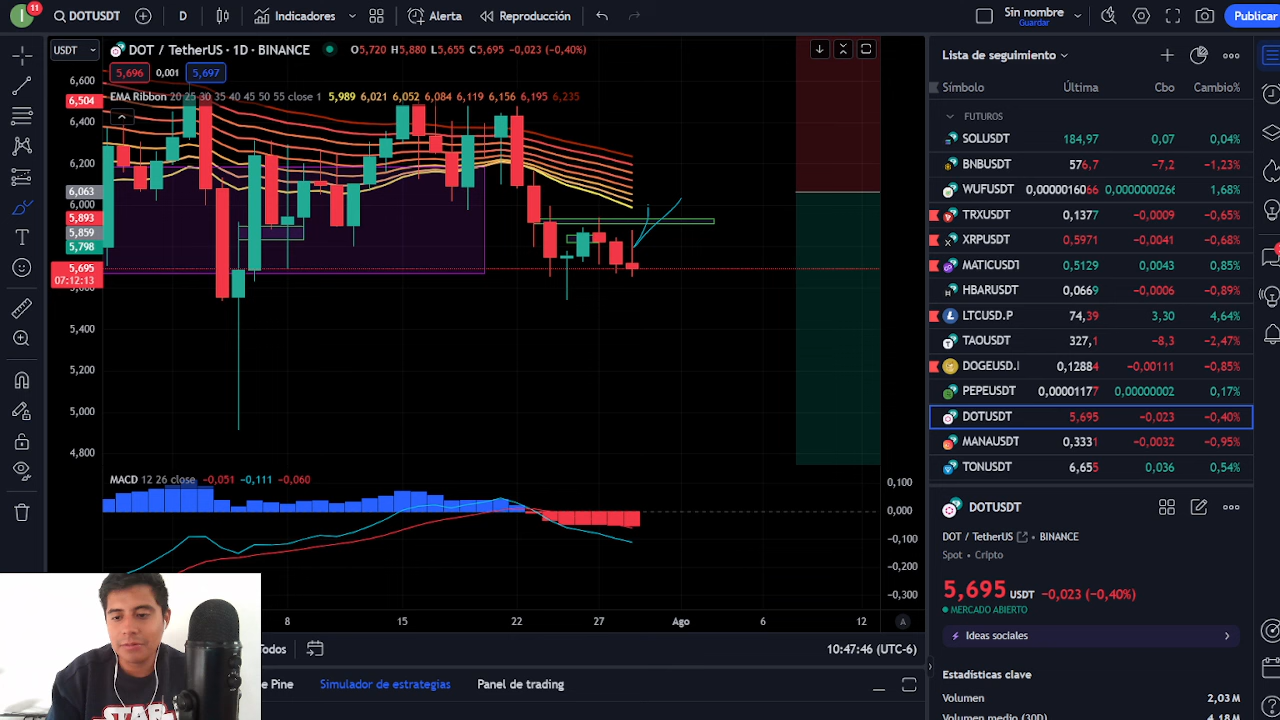 I
11
DOTUSDT
D
Indicadores
Alerta
Reproducción
Sin nombre
Guardar
Publicar
USDT
DOT / TetherUS · 1D · BINANCE
O5,720 H5,880 L5,655 C5,695 −0,023 (−0,40%)
5,696
0,001
5,697
EMA Ribbon 20 25 30 35 40 45 50 55 close 1 5,989 6,021 6,052 6,084 6,119 6,156 6,195 6,235
6,600
6,504
6,400
6,200
6,063
6,000
5,893
5,859
5,798
5,695
07:12:13
5,600
5,400
5,200
5,000
4,800
MACD 12 26 close −0,051 −0,111 −0,060
0,100
0,000
−0,100
−0,200
−0,300
8
15
22
27
Ago
6
12
A
Todos
10:47:46 (UTC-6)
e Pine
Simulador de estrategias
Panel de trading
STAR
Lista de seguimiento
Símbolo
Última
Cbo
Cambio%
FUTUROS
SOLUSDT 184,97 0,07 0,04%
BNBUSDT 576,7 −7,2 −1,23%
WUFUSDT 0,0000016066 0,000000266 1,68%
TRXUSDT 0,1377 −0,0009 −0,65%
XRPUSDT 0,5971 −0,0041 −0,68%
MATICUSDT 0,5129 0,0043 0,85%
HBARUSDT 0,0669 −0,0006 −0,89%
LTCUSD.P 74,39 3,30 4,64%
TAOUSDT 327,1 −8,3 −2,47%
DOGEUSD.I 0,12884 −0,00111 −0,85%
PEPEUSDT 0,00001177 0,00000002 0,17%
DOTUSDT 5,695 −0,023 −0,40%
MANAUSDT 0,3331 −0,0032 −0,95%
TONUSDT 6,655 0,036 0,54%
DOTUSDT
DOT / TetherUS
BINANCE
Spot • Cripto
5,695 USDT −0,023 (−0,40%)
MERCADO ABIERTO
Ideas sociales
Estadísticas clave
Volumen 2,03 M